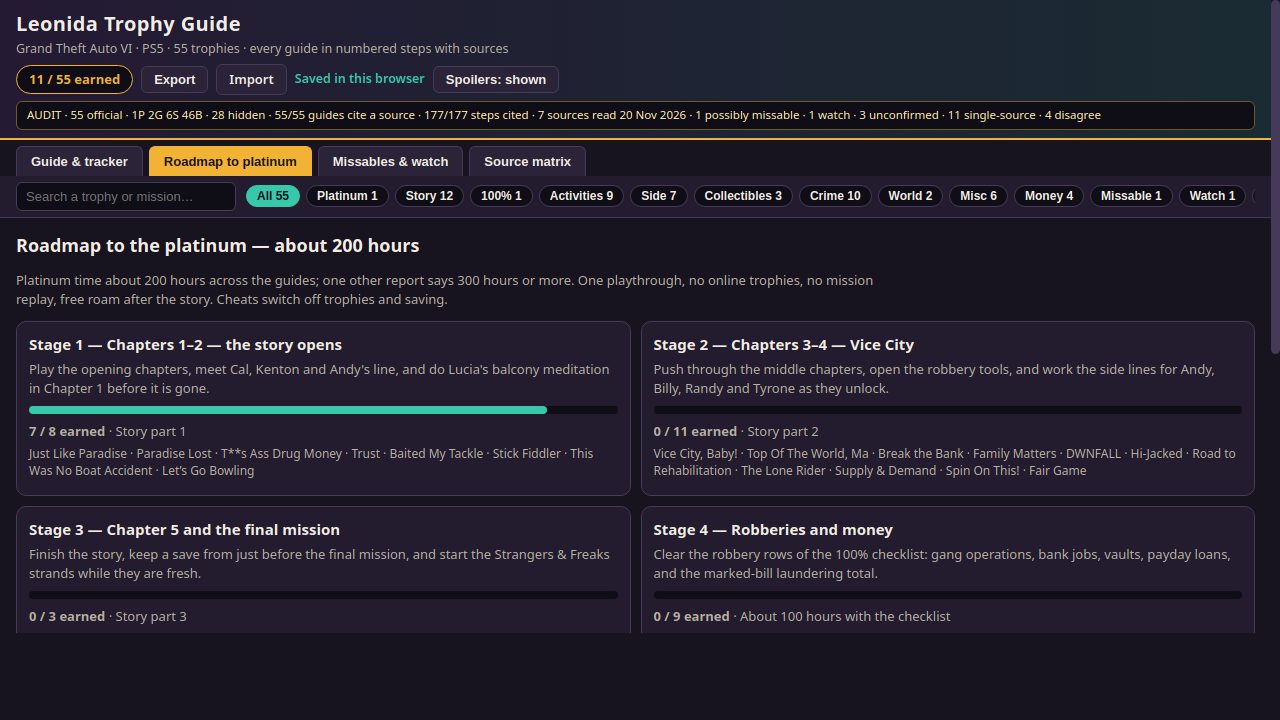 Leonida Trophy Guide
Grand Theft Auto VI · PS5 · 55 trophies · every guide in numbered steps with sources
11 / 55 earned
Export
Import
Saved in this browser
Spoilers: shown
AUDIT · 55 official · 1P 2G 6S 46B · 28 hidden · 55/55 guides cite a source · 177/177 steps cited · 7 sources read 20 Nov 2026 · 1 possibly missable · 1 watch · 3 unconfirmed · 11 single-source · 4 disagree
Guide & tracker
Roadmap to platinum
Missables & watch
Source matrix
Search a trophy or mission…
All 55
Platinum 1
Story 12
100% 1
Activities 9
Side 7
Collectibles 3
Crime 10
World 2
Misc 6
Money 4
Missable 1
Watch 1
Roadmap to the platinum — about 200 hours
Platinum time about 200 hours across the guides; one other report says 300 hours or more. One playthrough, no online trophies, no mission
replay, free roam after the story. Cheats switch off trophies and saving.
Stage 1 — Chapters 1–2 — the story opens
Play the opening chapters, meet Cal, Kenton and Andy's line, and do Lucia's balcony meditation
in Chapter 1 before it is gone.
7 / 8 earned · Story part 1
Just Like Paradise · Paradise Lost · T**s Ass Drug Money · Trust · Baited My Tackle · Stick Fiddler · This
Was No Boat Accident · Let's Go Bowling
Stage 2 — Chapters 3–4 — Vice City
Push through the middle chapters, open the robbery tools, and work the side lines for Andy,
Billy, Randy and Tyrone as they unlock.
0 / 11 earned · Story part 2
Vice City, Baby! · Top Of The World, Ma · Break the Bank · Family Matters · DWNFALL · Hi-Jacked · Road to
Rehabilitation · The Lone Rider · Supply & Demand · Spin On This! · Fair Game
Stage 3 — Chapter 5 and the final mission
Finish the story, keep a save from just before the final mission, and start the Strangers & Freaks
strands while they are fresh.
0 / 3 earned · Story part 3
Stage 4 — Robberies and money
Clear the robbery rows of the 100% checklist: gang operations, bank jobs, vaults, payday loans,
and the marked-bill laundering total.
0 / 9 earned · About 100 hours with the checklist